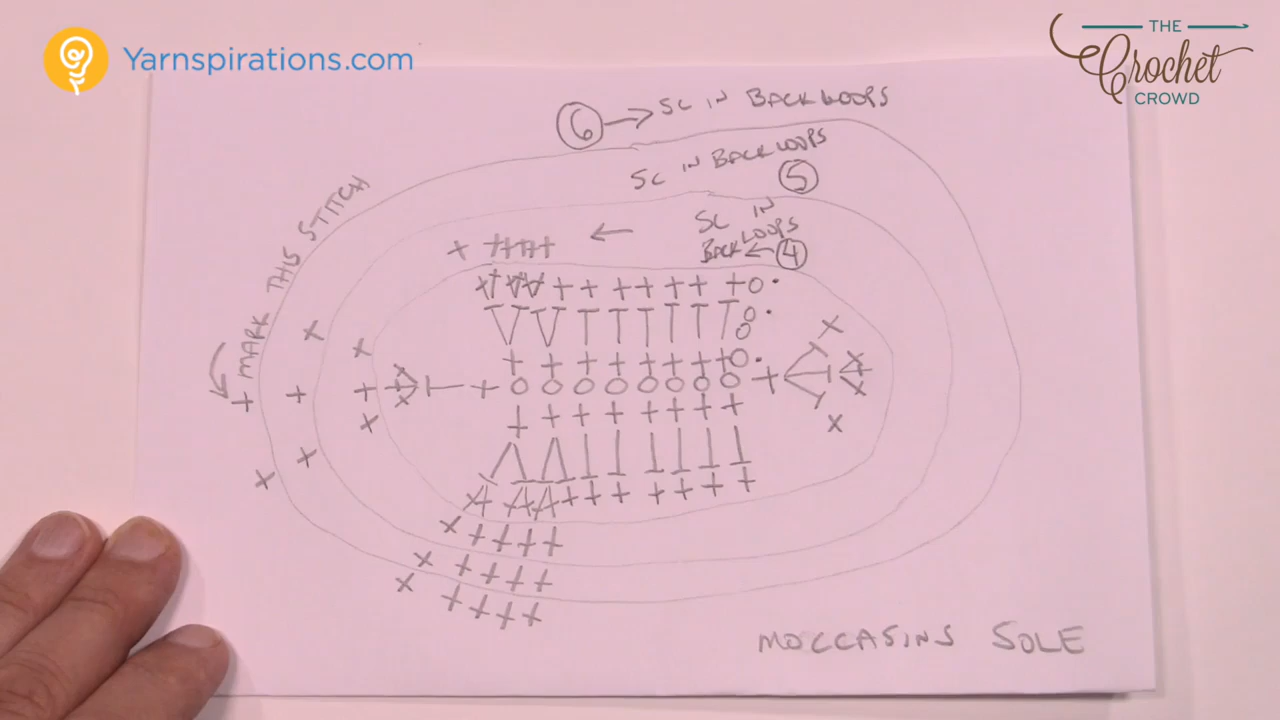 Yarnspirations.com
THE
Crochet
CROWD
6 → SC IN BACK LOOPS
SC IN BACK LOOPS
5
SC IN
BACK LOOPS
4
MARK THIS STITCH
MOCCASINS SOLE